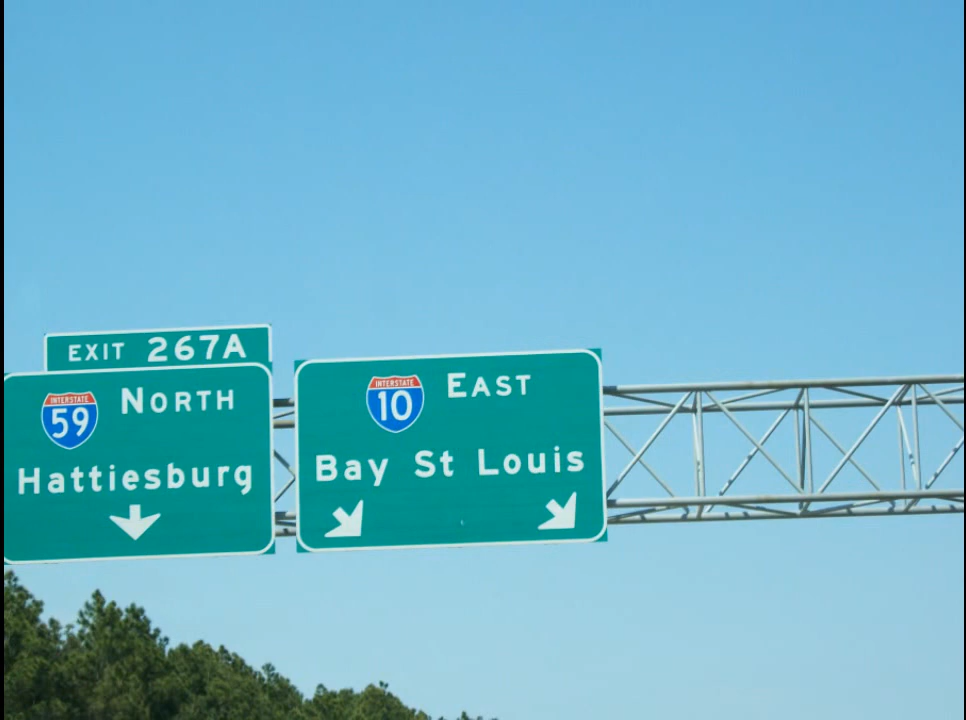 EXIT 267A
INTERSTATE
59 NORTH
Hattiesburg
INTERSTATE
10 EAST
Bay St Louis